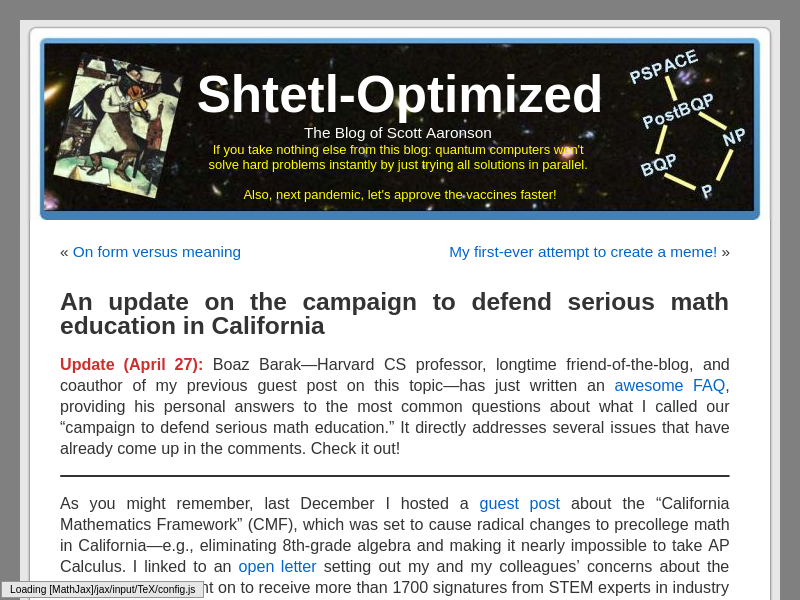 Shtetl-Optimized
The Blog of Scott Aaronson
If you take nothing else from this blog: quantum computers won't
solve hard problems instantly by just trying all solutions in parallel.
Also, next pandemic, let's approve the vaccines faster!
PSPACE
PostBQP
NP
BQP
P
« On form versus meaning
My first-ever attempt to create a meme! »
An update on the campaign to defend serious math
education in California
Update (April 27): Boaz Barak—Harvard CS professor, longtime friend-of-the-blog, and
coauthor of my previous guest post on this topic—has just written an awesome FAQ,
providing his personal answers to the most common questions about what I called our
“campaign to defend serious math education.” It directly addresses several issues that have
already come up in the comments. Check it out!
As you might remember, last December I hosted a guest post about the “California
Mathematics Framework” (CMF), which was set to cause radical changes to precollege math
in California—e.g., eliminating 8th-grade algebra and making it nearly impossible to take AP
Calculus. I linked to an open letter setting out my and my colleagues’ concerns about the
nt on to receive more than 1700 signatures from STEM experts in industry
Loading [MathJax]/jax/input/TeX/config.js